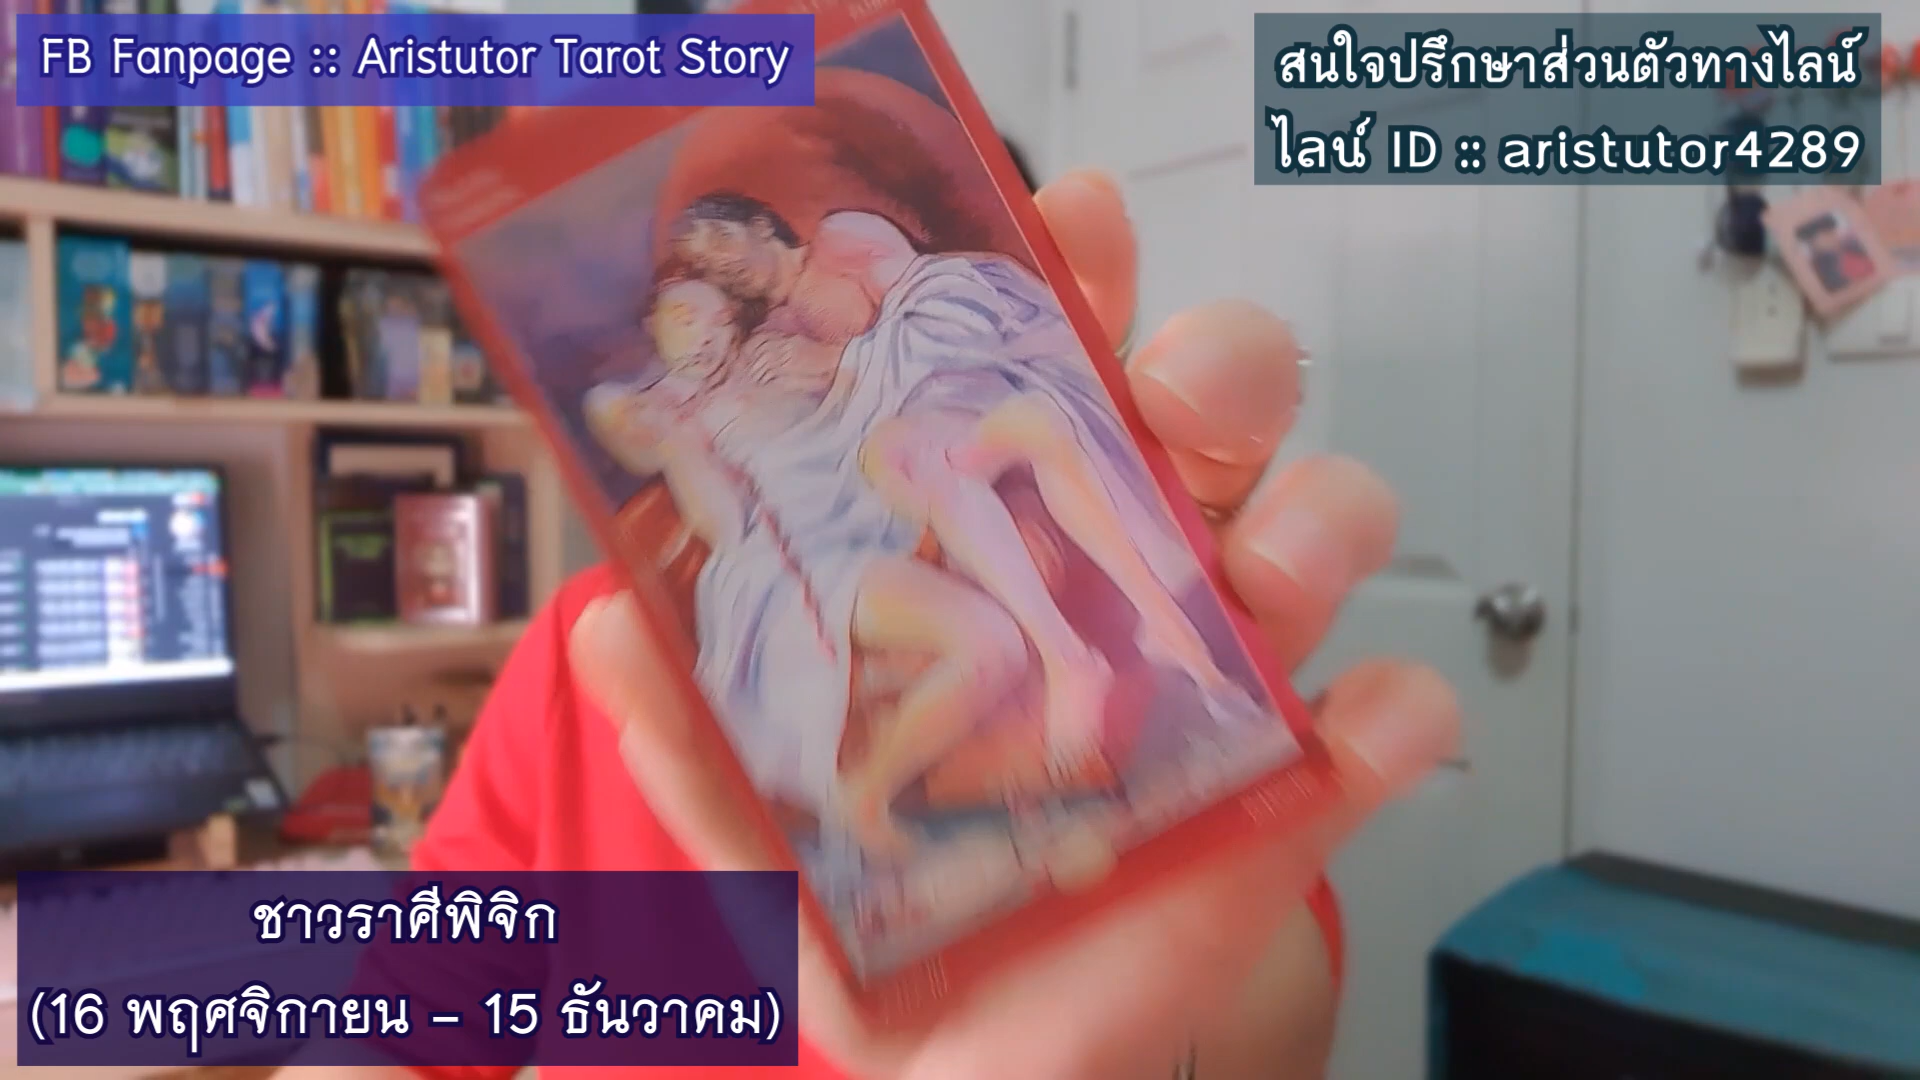 FB Fanpage :: Aristutor Tarot Story
สนใจปรึกษาส่วนตัวทางไลน์
ไลน์ ID :: aristutor4289
ชาวราศีพิจิก
(16 พฤศจิกายน – 15 ธันวาคม)